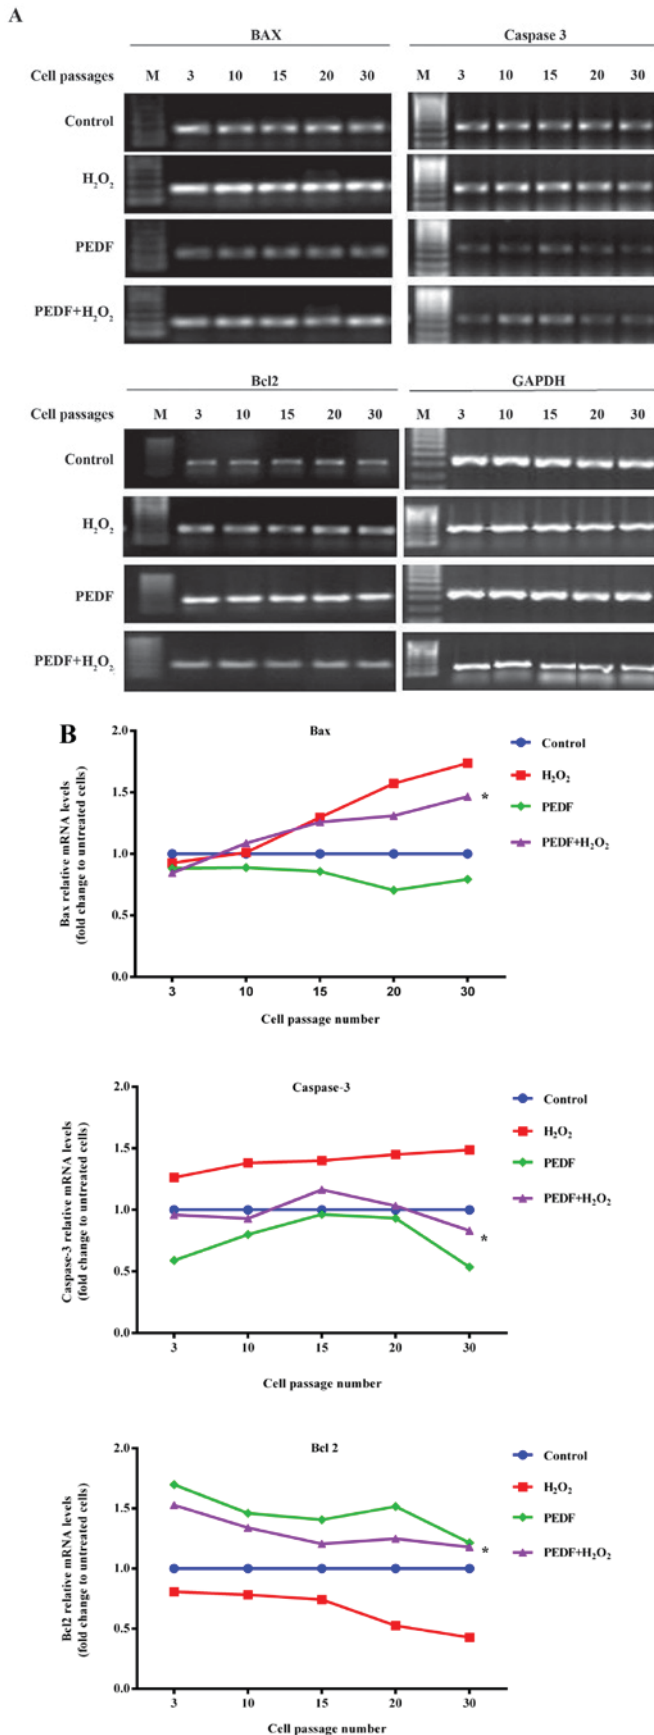 A
BAX Caspase 3
Cell passages M 3 10 15 20 30 M 3 10 15 20 30
Control
H₂O₂
PEDF
PEDF+H₂O₂
Bcl2 GAPDH
Cell passages M 3 10 15 20 30 M 3 10 15 20 30
Control
H₂O₂
PEDF
PEDF+H₂O₂
B
Bax
Bax relative mRNA levels
(fold change to untreated cells)
2.0
1.5
1.0
0.5
0.0
3 10 15 20 30
Cell passage number
Control
H₂O₂
PEDF
PEDF+H₂O₂
*
Caspase-3
Caspase-3 relative mRNA levels
(fold change to untreated cells)
2.0
1.5
1.0
0.5
0.0
3 10 15 20 30
Cell passage number
Control
H₂O₂
PEDF
PEDF+H₂O₂
*
Bcl 2
Bcl2 relative mRNA levels
(fold change to untreated cells)
2.0
1.5
1.0
0.5
0.0
3 10 15 20 30
Cell passage number
Control
H₂O₂
PEDF
PEDF+H₂O₂
*